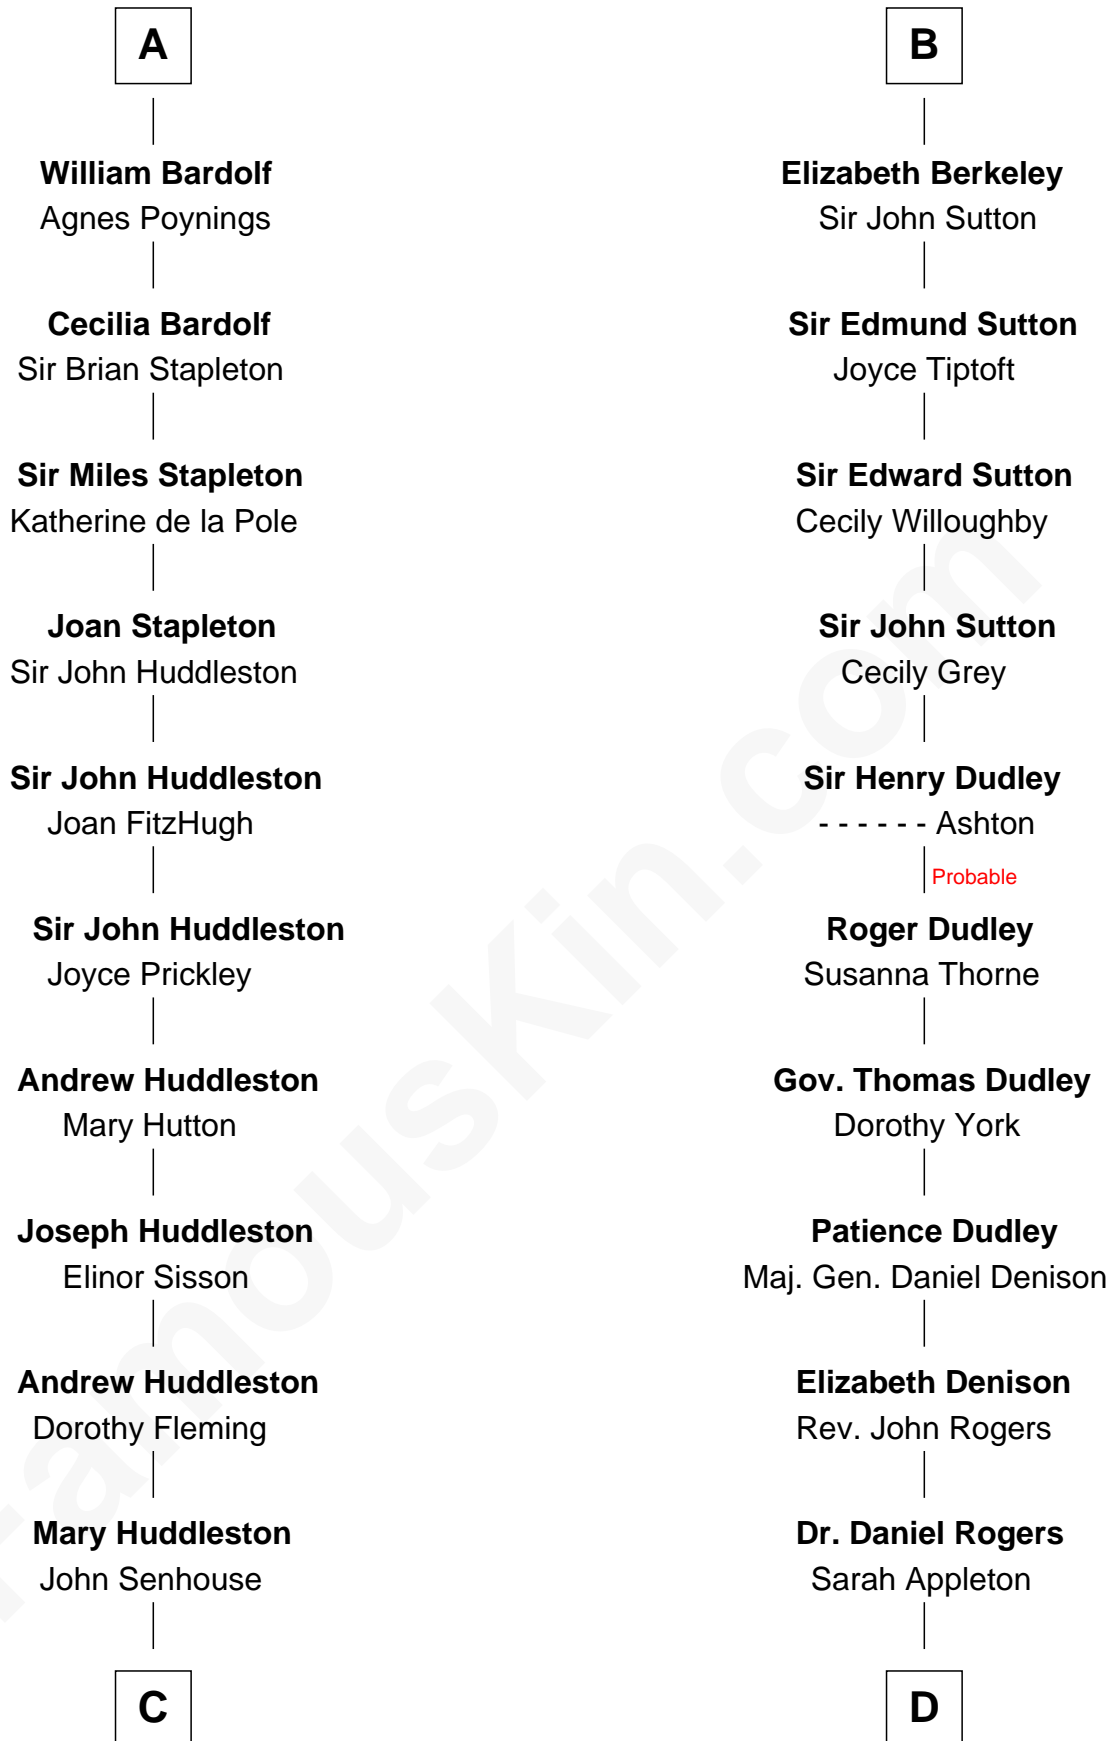 A
William Bardolf
Agnes Poynings
Cecilia Bardolf
Sir Brian Stapleton
Sir Miles Stapleton
Katherine de la Pole
Joan Stapleton
Sir John Huddleston
Sir John Huddleston
Joan FitzHugh
Sir John Huddleston
Joyce Prickley
Andrew Huddleston
Mary Hutton
Joseph Huddleston
Elinor Sisson
Andrew Huddleston
Dorothy Fleming
Mary Huddleston
John Senhouse
C
B
Elizabeth Berkeley
Sir John Sutton
Sir Edmund Sutton
Joyce Tiptoft
Sir Edward Sutton
Cecily Willoughby
Sir John Sutton
Cecily Grey
Sir Henry Dudley
- - - - - - Ashton
Probable
Roger Dudley
Susanna Thorne
Gov. Thomas Dudley
Dorothy York
Patience Dudley
Maj. Gen. Daniel Denison
Elizabeth Denison
Rev. John Rogers
Dr. Daniel Rogers
Sarah Appleton
D
FamousKin.com